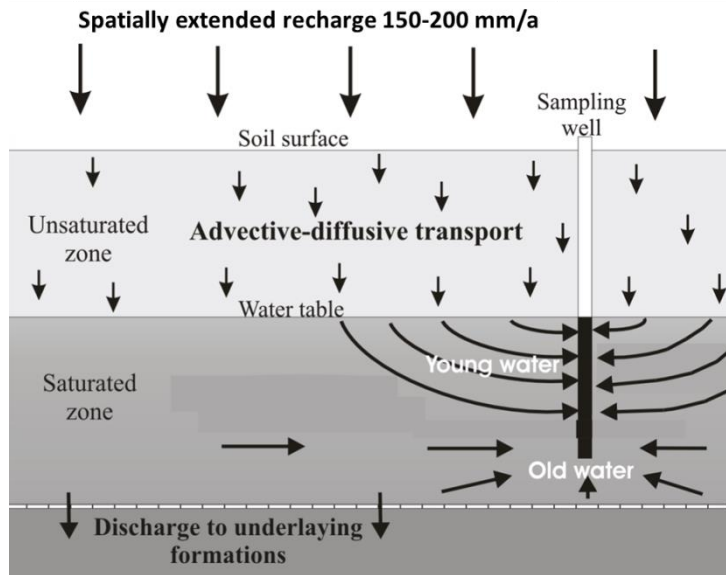 Spatially extended recharge 150-200 mm/a
Sampling
well
Soil surface
Unsaturated
zone
Advective-diffusive transport
Water table
Young water
Saturated
zone
Old water
Discharge to underlaying
formations